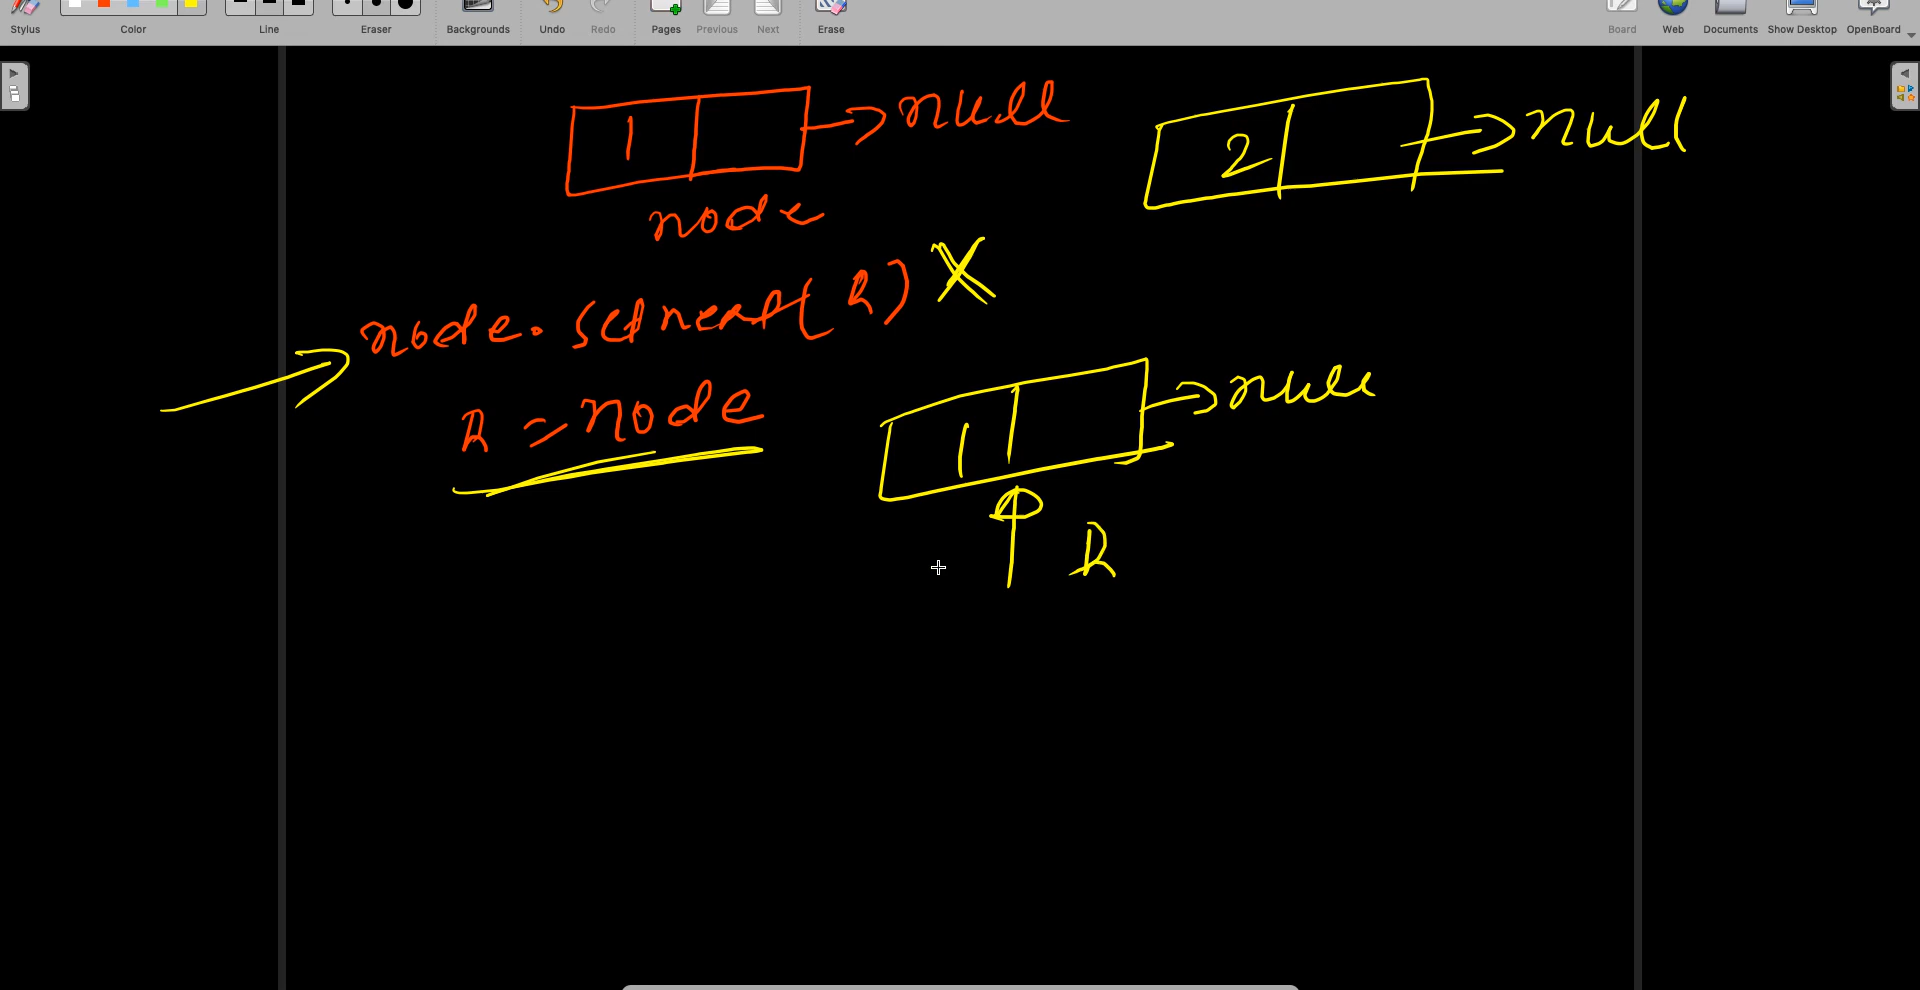 Stylus Color Line Eraser Backgrounds Undo Redo Pages Previous Next Erase Board Web Documents Show Desktop OpenBoard
1 → null
2 → null
node
node. setnext( R) X
R = node
1 → null
R